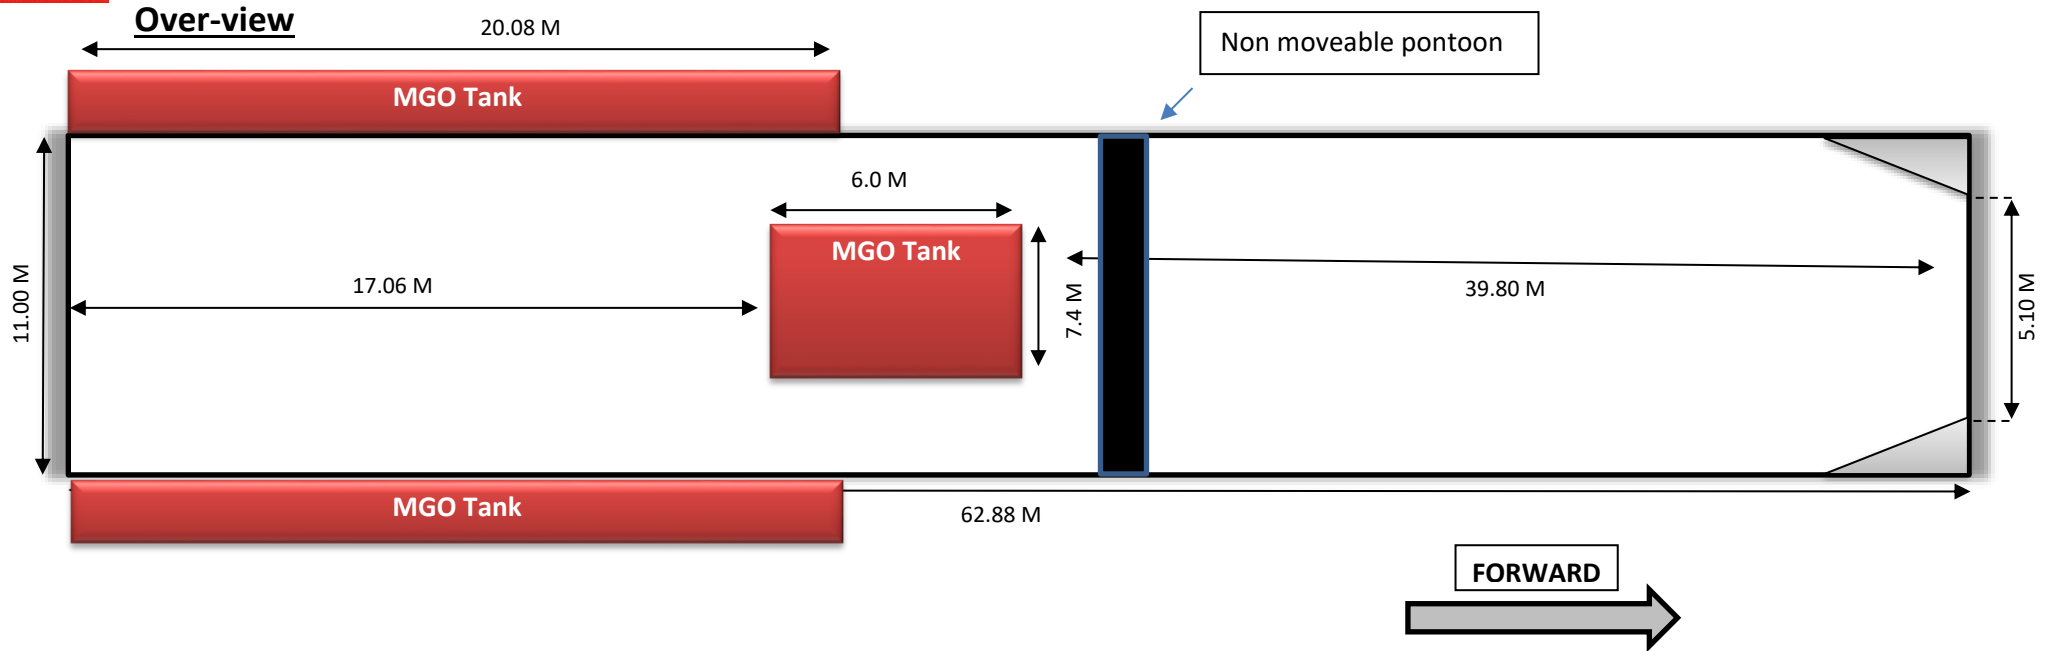 Over-view
20.08 M
Non moveable pontoon
MGO Tank
6.0 M
MGO Tank
17.06 M
11.00 M
7.4 M
39.80 M
5.10 M
MGO Tank
62.88 M
FORWARD